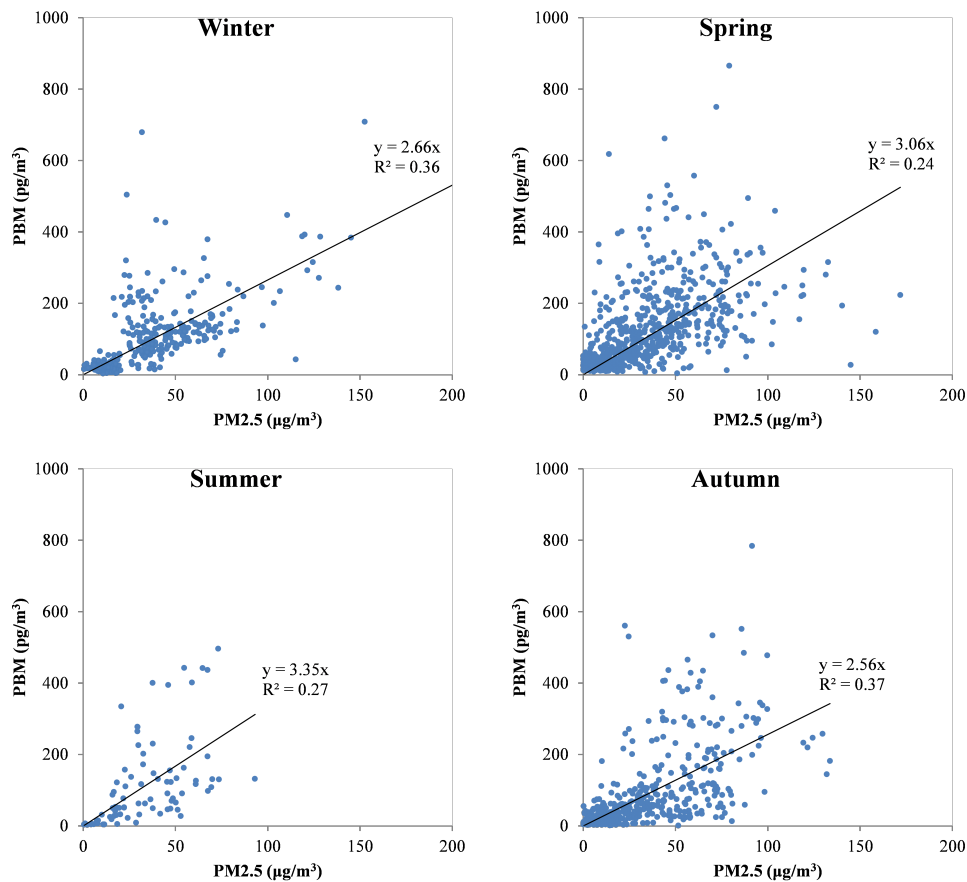 Winter
1000
800
600
400
200
0
PBM (pg/m³)
y = 2.66x
R² = 0.36
0 50 100 150 200
PM2.5 (µg/m³)
Spring
1000
800
600
400
200
0
PBM (pg/m³)
y = 3.06x
R² = 0.24
0 50 100 150 200
PM2.5 (µg/m³)
Summer
1000
800
600
400
200
0
PBM (pg/m³)
y = 3.35x
R² = 0.27
0 50 100 150 200
PM2.5 (µg/m³)
Autumn
1000
800
600
400
200
0
PBM (pg/m³)
y = 2.56x
R² = 0.37
0 50 100 150 200
PM2.5 (µg/m³)